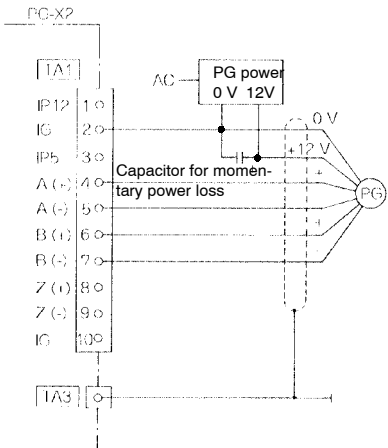 PG-X2
TA1
AC
PG power
0 V 12V
IP12 1
0 V
IG 2
+12 V
IP5 3
Capacitor for momen-
tary power loss
A (+) 4
+
A (-) 5
-
PG
B (+) 6
+
B (-) 7
Z (+) 8
Z (-) 9
IG 10
TA3